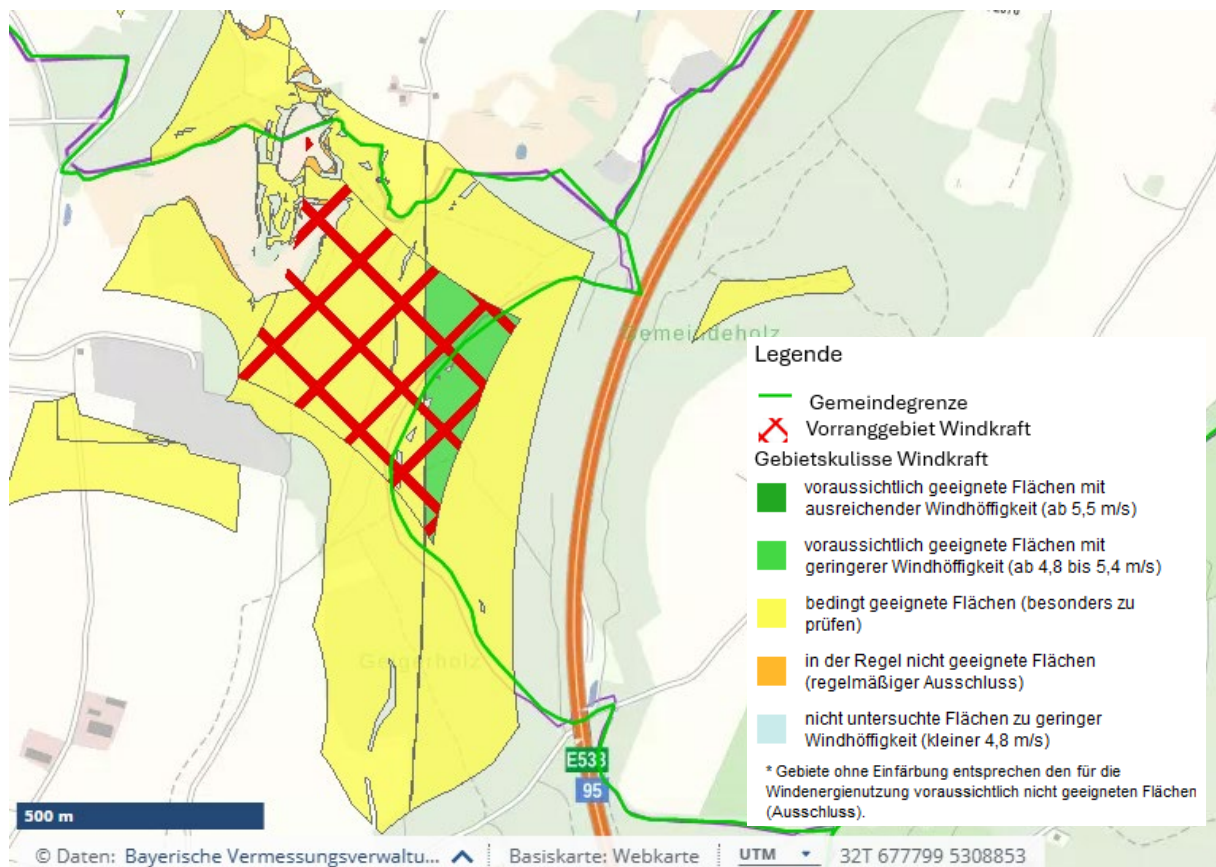 Gemeindeholz
Legende
Gemeindegrenze
Vorranggebiet Windkraft
Gebietskulisse Windkraft
voraussichtlich geeignete Flächen mit
ausreichender Windhöffigkeit (ab 5,5 m/s)
voraussichtlich geeignete Flächen mit
geringerer Windhöffigkeit (ab 4,8 bis 5,4 m/s)
bedingt geeignete Flächen (besonders zu
prüfen)
Geigerholz
in der Regel nicht geeignete Flächen
(regelmäßiger Ausschluss)
nicht untersuchte Flächen zu geringer
Windhöffigkeit (kleiner 4,8 m/s)
E533
* Gebiete ohne Einfärbung entsprechen den für die
Windenergienutzung voraussichtlich nicht geeigneten Flächen
(Ausschluss).
95
500 m
© Daten: Bayerische Vermessungsverwaltu... Basiskarte: Webkarte UTM 32T 677799 5308853